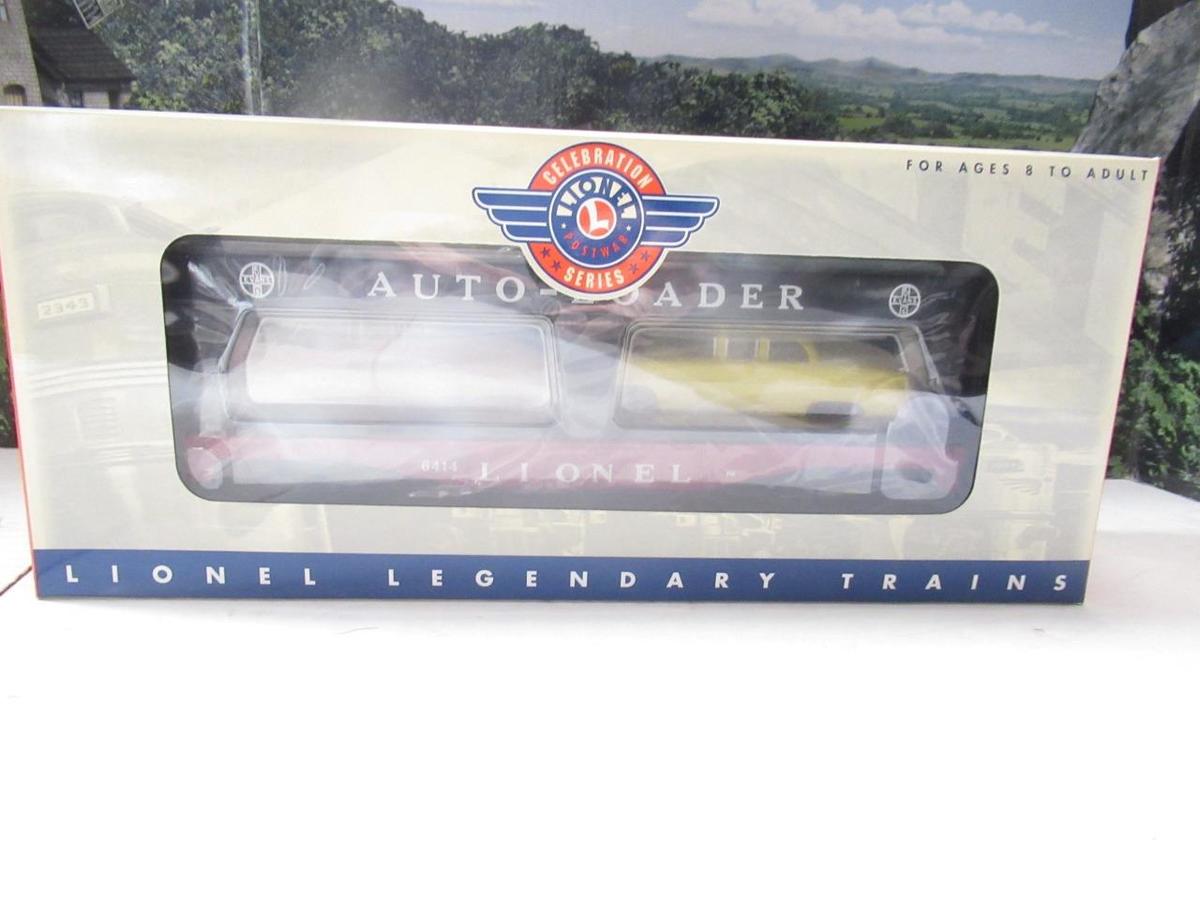 FOR AGES 8 TO ADULT
CELEBRATION
LIONEL
L
POSTWAR
SERIES
AUTO-LOADER
2343
6414 LIONEL
LIONEL LEGENDARY TRAINS